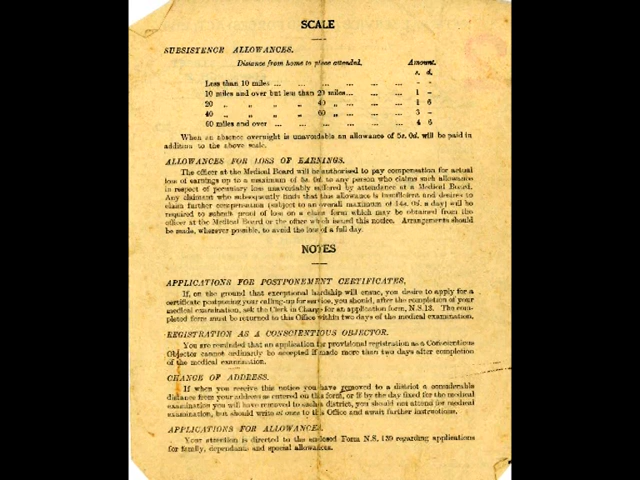 SCALE
SUBSISTENCE ALLOWANCES.
Distance from home to place attended. Amount.
s. d.
Less than 10 miles ... ... ... ... ... - -
10 miles and over but less than 20 miles... ... ... 1 -
20 „ „ „ „ 40 „ ... ... 1 6
40 „ „ „ „ 60 „ ... ... 3 -
60 miles and over ... ... ... ... ... ... 4 6
When an absence overnight is unavoidable an allowance of 5s. 0d. will be paid in
addition to the above scale.
ALLOWANCES FOR LOSS OF EARNINGS.
The officer at the Medical Board will be authorised to pay compensation for actual
loss of earnings up to a maximum of 5s. 0d. to any person who claims such allowance
in respect of pecuniary loss unavoidably suffered by attendance at a Medical Board.
Any claimant who subsequently finds that this allowance is insufficient and desires to
claim further compensation (subject to an overall maximum of 14s. 0d. a day) will be
required to submit proof of loss on a claim form which may be obtained from the
officer at the Medical Board or the office which issued this notice. Arrangements should
be made, wherever possible, to avoid the loss of a full day.
NOTES
APPLICATIONS FOR POSTPONEMENT CERTIFICATES.
If, on the ground that exceptional hardship will ensue, you desire to apply for a
certificate postponing your calling-up for service, you should, after the completion of your
medical examination, ask the Clerk in Charge for an application form, N.S.13. The com-
pleted form must be returned to this Office within two days of the medical examination.
REGISTRATION AS A CONSCIENTIOUS OBJECTOR.
You are reminded that an application for provisional registration as a Conscientious
Objector cannot ordinarily be accepted if made more than two days after completion
of the medical examination.
CHANGE OF ADDRESS.
If when you receive this notice you have removed to a district a considerable
distance from your address as entered on this form, or if by the day fixed for the medical
examination you will have removed to such a district, you should not attend for medical
examination, but should write at once to this Office and await further instructions.
APPLICATIONS FOR ALLOWANCES.
Your attention is directed to the enclosed Form N.S. 139 regarding applications
for family, dependants and special allowances.